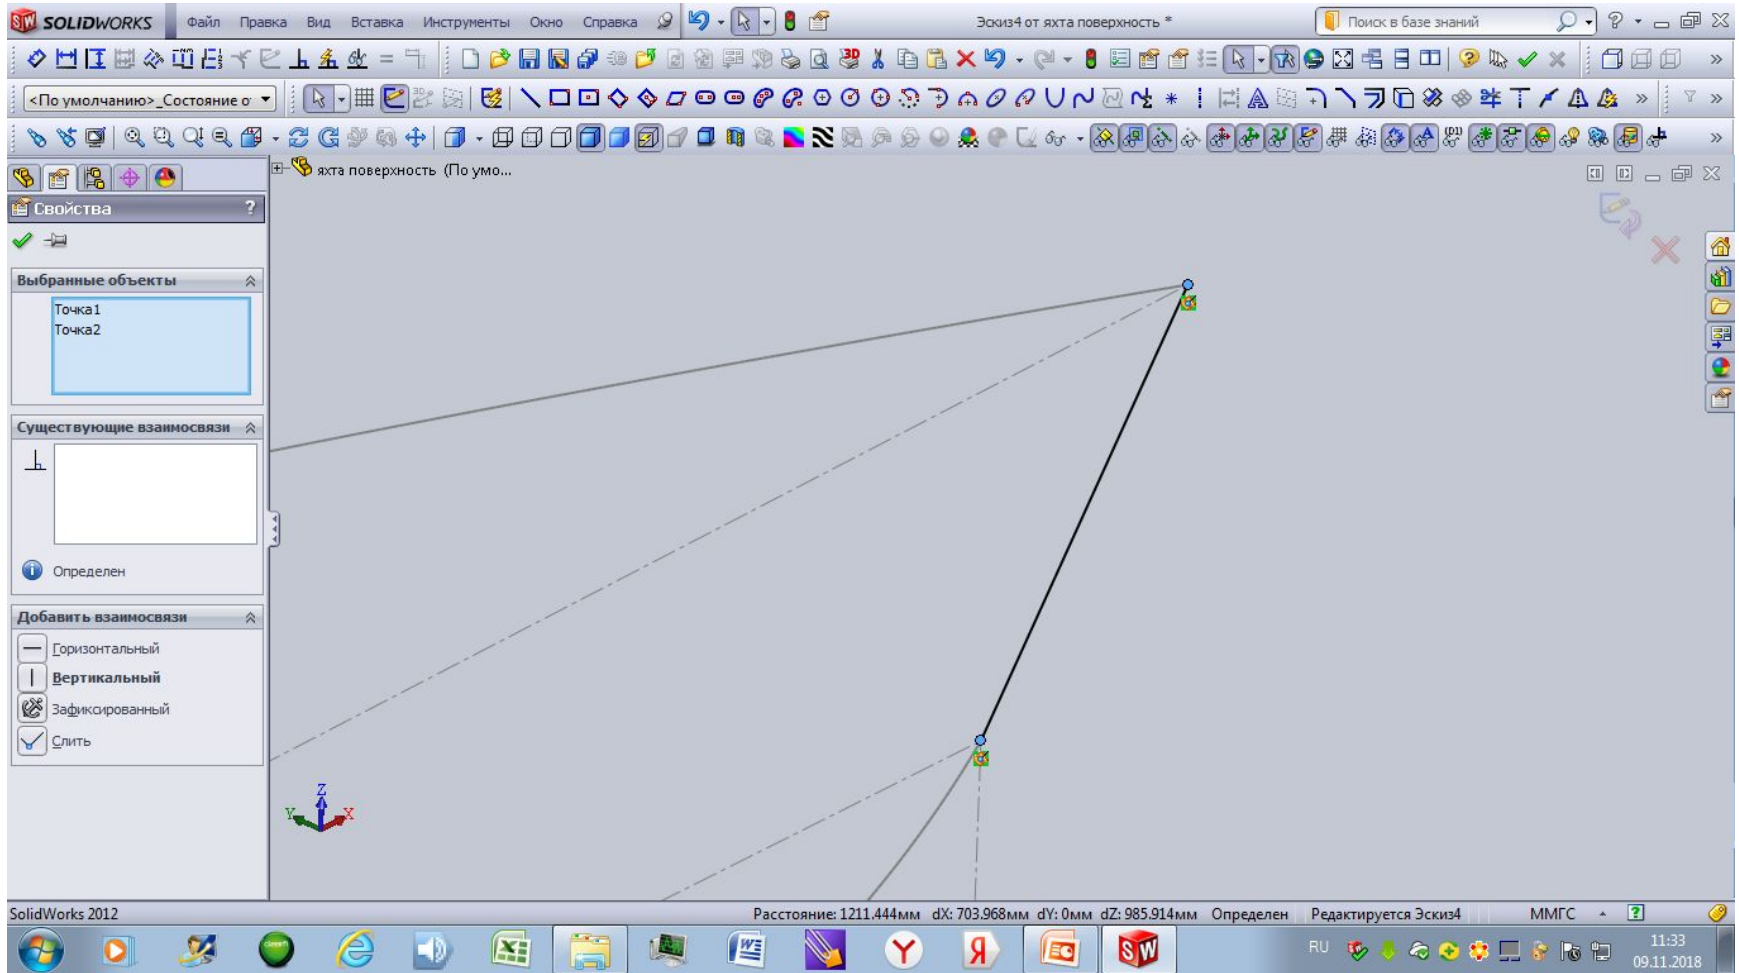 SOLIDWORKS Файл Правка Вид Вставка Инструменты Окно Справка Эскиз4 от яхта поверхность * Поиск в базе знаний ?
<По умолчанию>_Состояние о
яхта поверхность (По умо...
Свойства ?
Выбранные объекты
Точка1
Точка2
Существующие взаимосвязи
Определен
Добавить взаимосвязи
Горизонтальный
Вертикальный
Зафиксированный
Слить
Z
Y X
SolidWorks 2012 Расстояние: 1211.444мм dX: 703.968мм dY: 0мм dZ: 985.914мм Определен Редактируется Эскиз4 ММГС
RU 11:33
09.11.2018